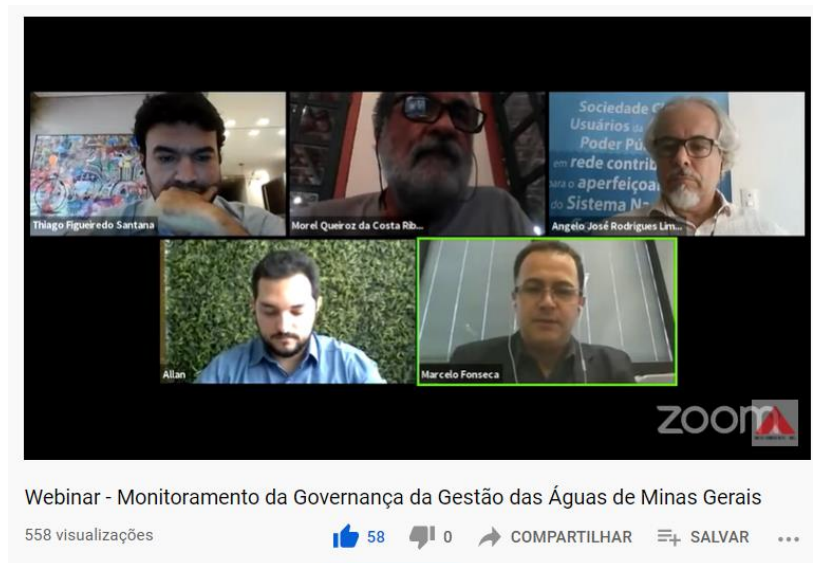 Sociedade
Usuários da
Poder Pú
em rede contrib
para o aperfeiçoa
do Sistema Na
Thiago Figueiredo Santana
Morel Queiroz da Costa Rib...
Angelo José Rodrigues Lim...
Allan
Marcelo Fonseca
zoom
Webinar - Monitoramento da Governança da Gestão das Águas de Minas Gerais
558 visualizações
58
0
COMPARTILHAR
SALVAR
...